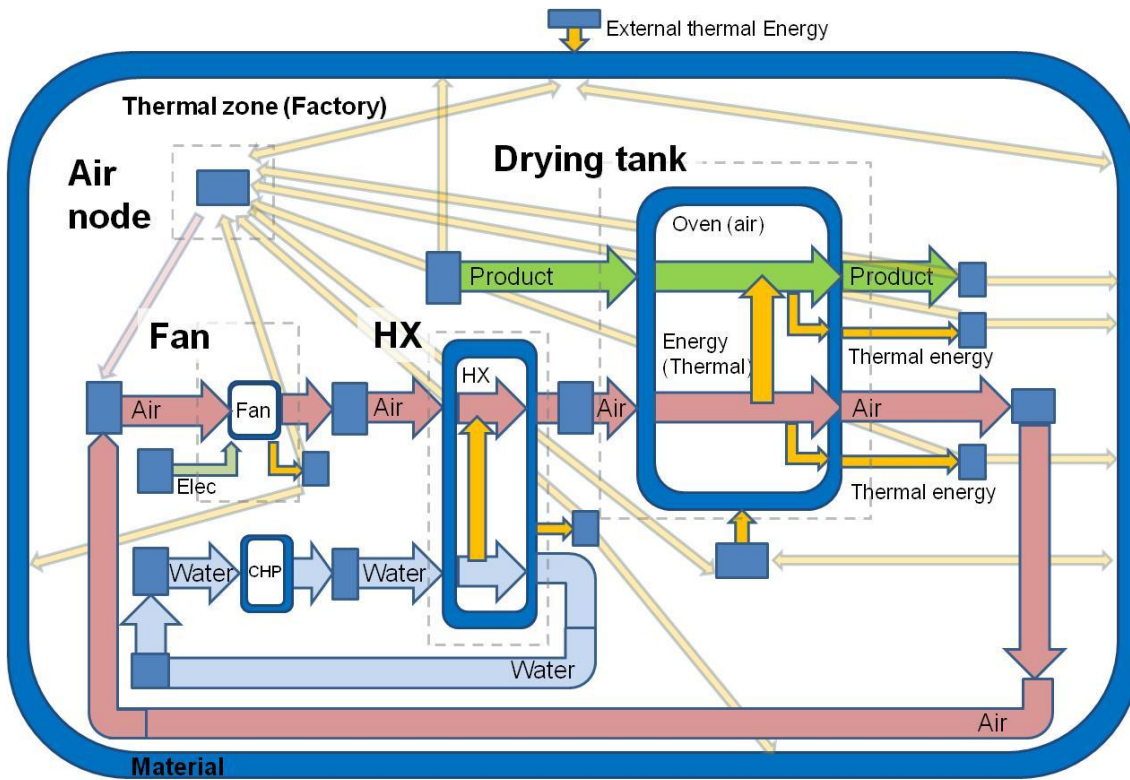 External thermal Energy
Thermal zone (Factory)
Air
node
Drying tank
Oven (air)
Product
Product
Fan
HX
Energy
(Thermal)
Thermal energy
HX
Air
Fan
Air
Air
Air
Elec
Thermal energy
Water
CHP
Water
Water
Air
Material